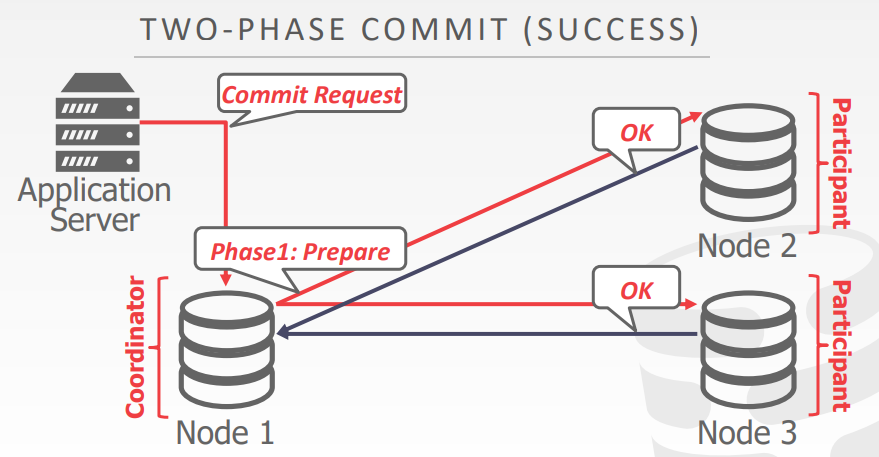 TWO-PHASE COMMIT (SUCCESS)
Commit Request
OK
Participant
Application
Server
Node 2
Phase1: Prepare
OK
Coordinator
Participant
Node 1
Node 3